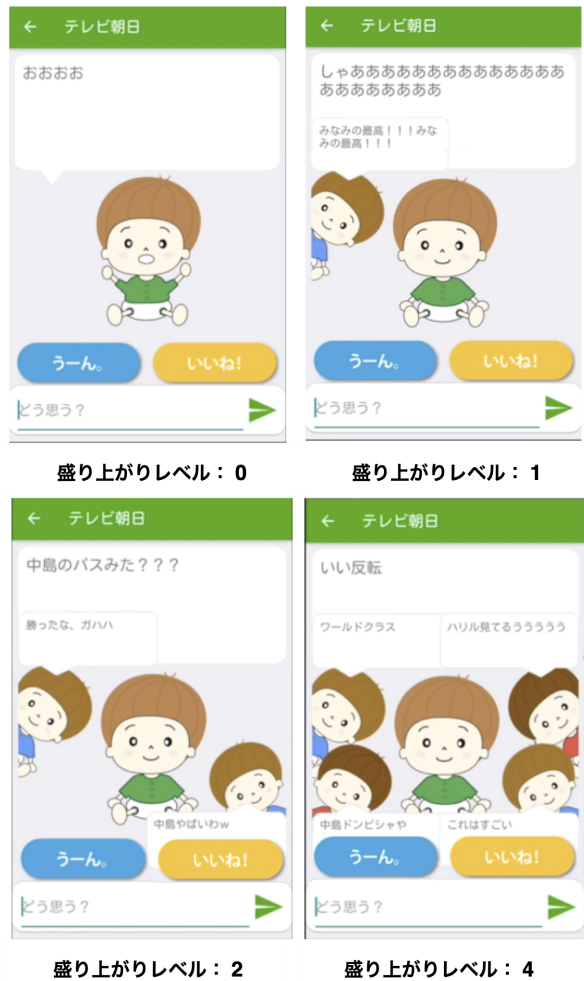 ← テレビ朝日
おおおお
うーん。
いいね!
どう思う？
盛り上がりレベル： 0
← テレビ朝日
しゃああああああああああああああ
ああああああああ
みなみの最高！！！みな
みの最高！！！
うーん。
いいね!
どう思う？
盛り上がりレベル： 1
← テレビ朝日
中島のパスみた？？？
勝ったな、ガハハ
中島やばいわw
うーん。
いいね!
どう思う？
盛り上がりレベル： 2
← テレビ朝日
いい反転
ワールドクラス
ハリル見てるううううう
中島ドンピシャや
これはすごい
うーん。
いいね!
どう思う？
盛り上がりレベル： 4